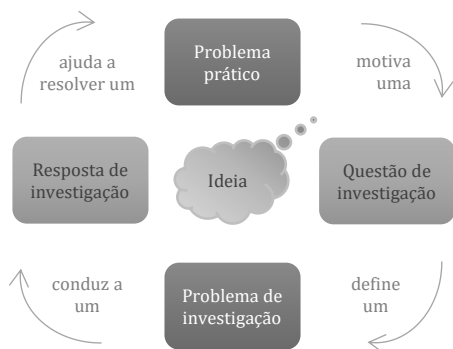 Problema
prático
motiva
uma
Questão de
investigação
define
um
Problema de
investigação
conduz a
um
Resposta de
investigação
ajuda a
resolver um
Ideia